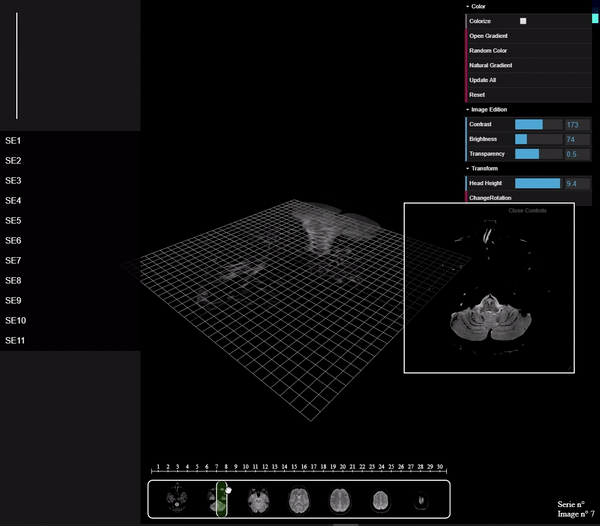 Color
Colorize
Open Gradient
Random Color
Natural Gradient
Update All
Reset
Image Edition
Contrast 173
Brightness 74
Transparency 0.5
Transform
Head Height 9.4
ChangeRotation
Close Controls
SE1
SE2
SE3
SE4
SE5
SE6
SE7
SE8
SE9
SE10
SE11
1 2 3 4 5 6 7 8 9 10 11 12 13 14 15 16 17 18 19 20 21 22 23 24 25 26 27 28 29 30
Serie n°
Image n° 7